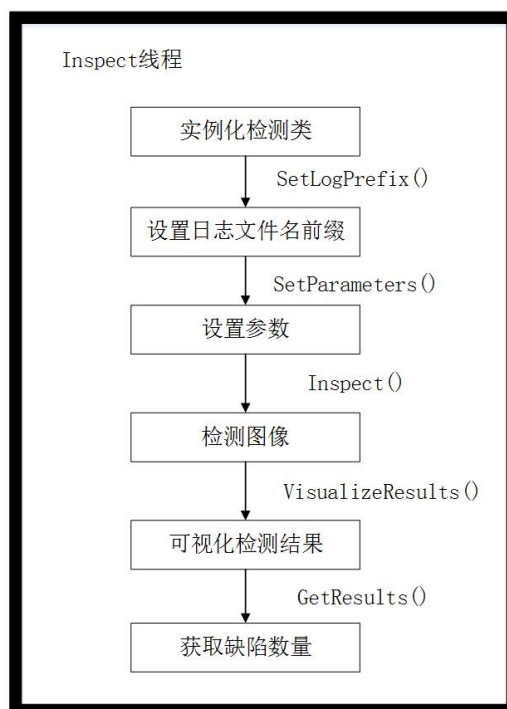 Inspect线程
实例化检测类
SetLogPrefix()
设置日志文件名前缀
SetParameters()
设置参数
Inspect()
检测图像
VisualizeResults()
可视化检测结果
GetResults()
获取缺陷数量